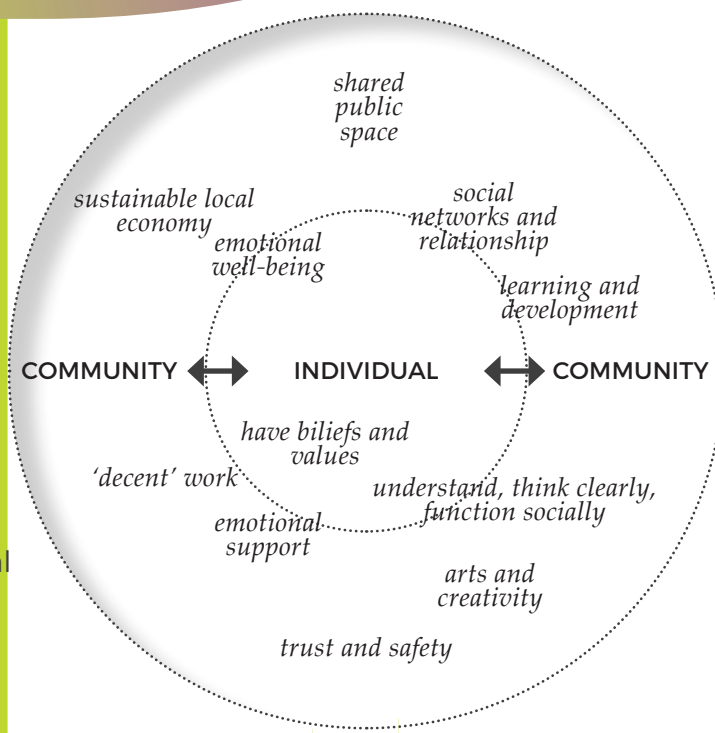 shared
public
space
sustainable local
economy
social
networks and
relationship
emotional
well-being
learning and
development
COMMUNITY INDIVIDUAL COMMUNITY
have biliefs and
values
'decent' work
understand, think clearly,
function socially
emotional
support
arts and
creativity
trust and safety